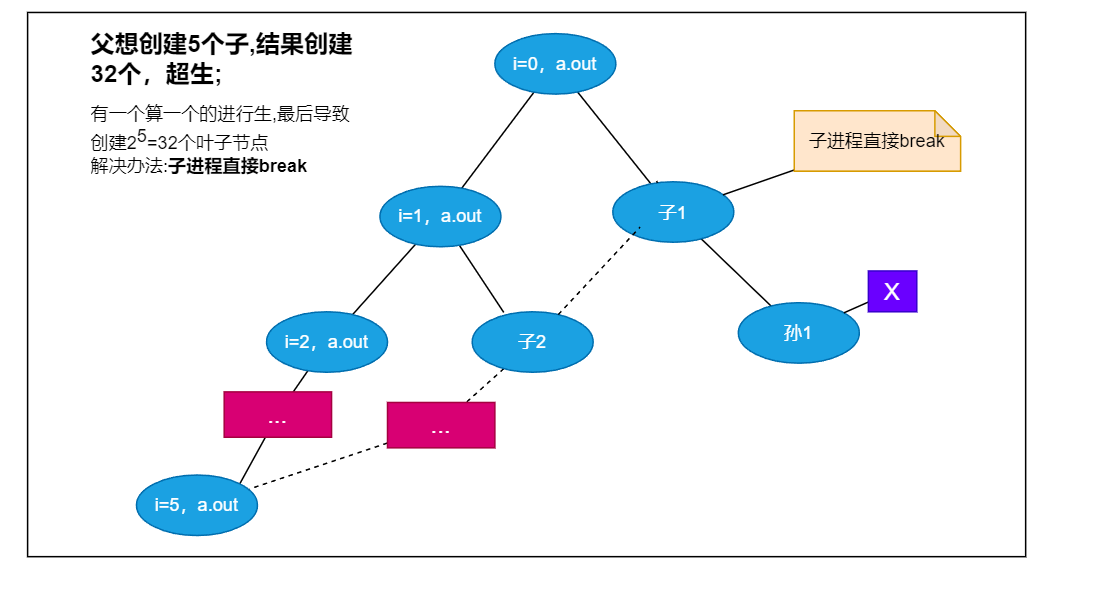 父想创建5个子,结果创建
32个，超生;
有一个算一个的进行生,最后导致
创建2^5=32个叶子节点
解决办法:子进程直接break
i=0，a.out
子进程直接break
i=1，a.out
子1
X
i=2，a.out
子2
孙1
...
...
i=5，a.out